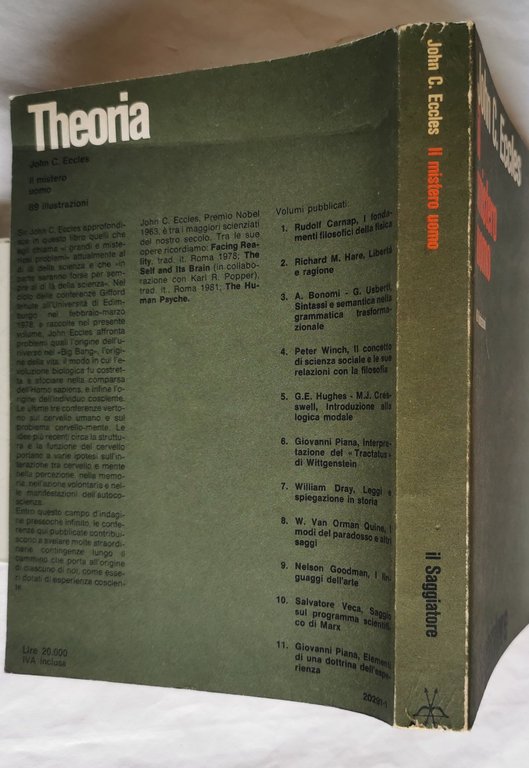 Theoria
John C. Eccles
Il mistero
uomo
89 illustrazioni
Sir John C. Eccles approfondi-
sce in questo libro quelli che
egli chiama «i grandi e miste-
riosi problemi» attualmente al
di là della scienza e che «in
parte saranno forse per sem-
pre al di là della scienza». Nel
ciclo delle conferenze Gifford
tenute all'Università di Edim-
burgo nel febbraio-marzo
1978, e raccolte nel presente
volume, John Eccles affronta
problemi quali l'origine dell'u-
niverso nel «Big Bang», l'origi-
ne della vita, il modo in cui l'e-
voluzione biologica fu costret-
ta a sfociare nella comparsa
dell'Homo sapiens, e infine l'o-
rigine dell'individuo cosciente.
Le ultime tre conferenze verto-
no sul cervello umano e sul
problema cervello-mente. Le
idee più recenti circa la struttu-
ra e la funzione del cervello
portano a varie ipotesi sull'in-
terazione tra cervello e mente
nella percezione, nella memo-
ria, nell'azione volontaria e nel-
le manifestazioni dell'autoco-
scienza.
Entro questo campo d'indagi-
ne pressoché infinito, le confe-
renze qui pubblicate contribui-
scono a svelare molte straordi-
narie contingenze lungo il
cammino che porta all'origine
di ciascuno di noi, come esse-
ri dotati di esperienza coscien-
te.
Lire 20.000
IVA inclusa
John C. Eccles, Premio Nobel
1963, è tra i maggiori scienziati
del nostro secolo. Tra le sue
opere ricordiamo: Facing Rea-
lity, trad. it. Roma 1978; The
Self and Its Brain (in collabo-
razione con Karl R. Popper),
trad. it., Roma 1981; The Hu-
man Psyche.
Volumi pubblicati:
1. Rudolf Carnap, I fonda-
menti filosofici della fisica
2. Richard M. Hare, Libertà
e ragione
3. A. Bonomi - G. Usberti,
Sintassi e semantica nella
grammatica trasforma-
zionale
4. Peter Winch, Il concetto
di scienza sociale e le sue
relazioni con la filosofia
5. G.E. Hughes - M.J. Cres-
swell, Introduzione alla
logica modale
6. Giovanni Piana, Interpre-
tazione del «Tractatus»
di Wittgenstein
7. William Dray, Leggi e
spiegazione in storia
8. W. Van Orman Quine, I
modi del paradosso e altri
saggi
9. Nelson Goodman, I lin-
guaggi dell'arte
10. Salvatore Veca, Saggio
sul programma scientifi-
co di Marx
11. Giovanni Piana, Elementi
di una dottrina dell'espe-
rienza
20291-1
John C. Eccles Il mistero uomo
il Saggiatore
John C. Eccles
mistero
uomo